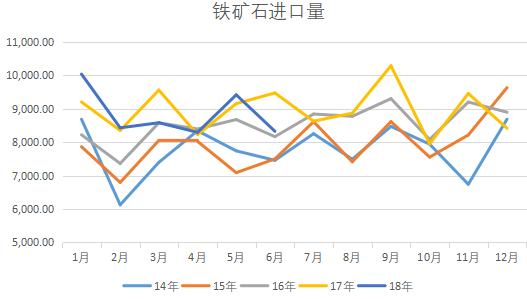 铁矿石进口量
11,000.00
10,000.00
9,000.00
8,000.00
7,000.00
6,000.00
5,000.00
1月 2月 3月 4月 5月 6月 7月 8月 9月 10月 11月 12月
14年 15年 16年 17年 18年